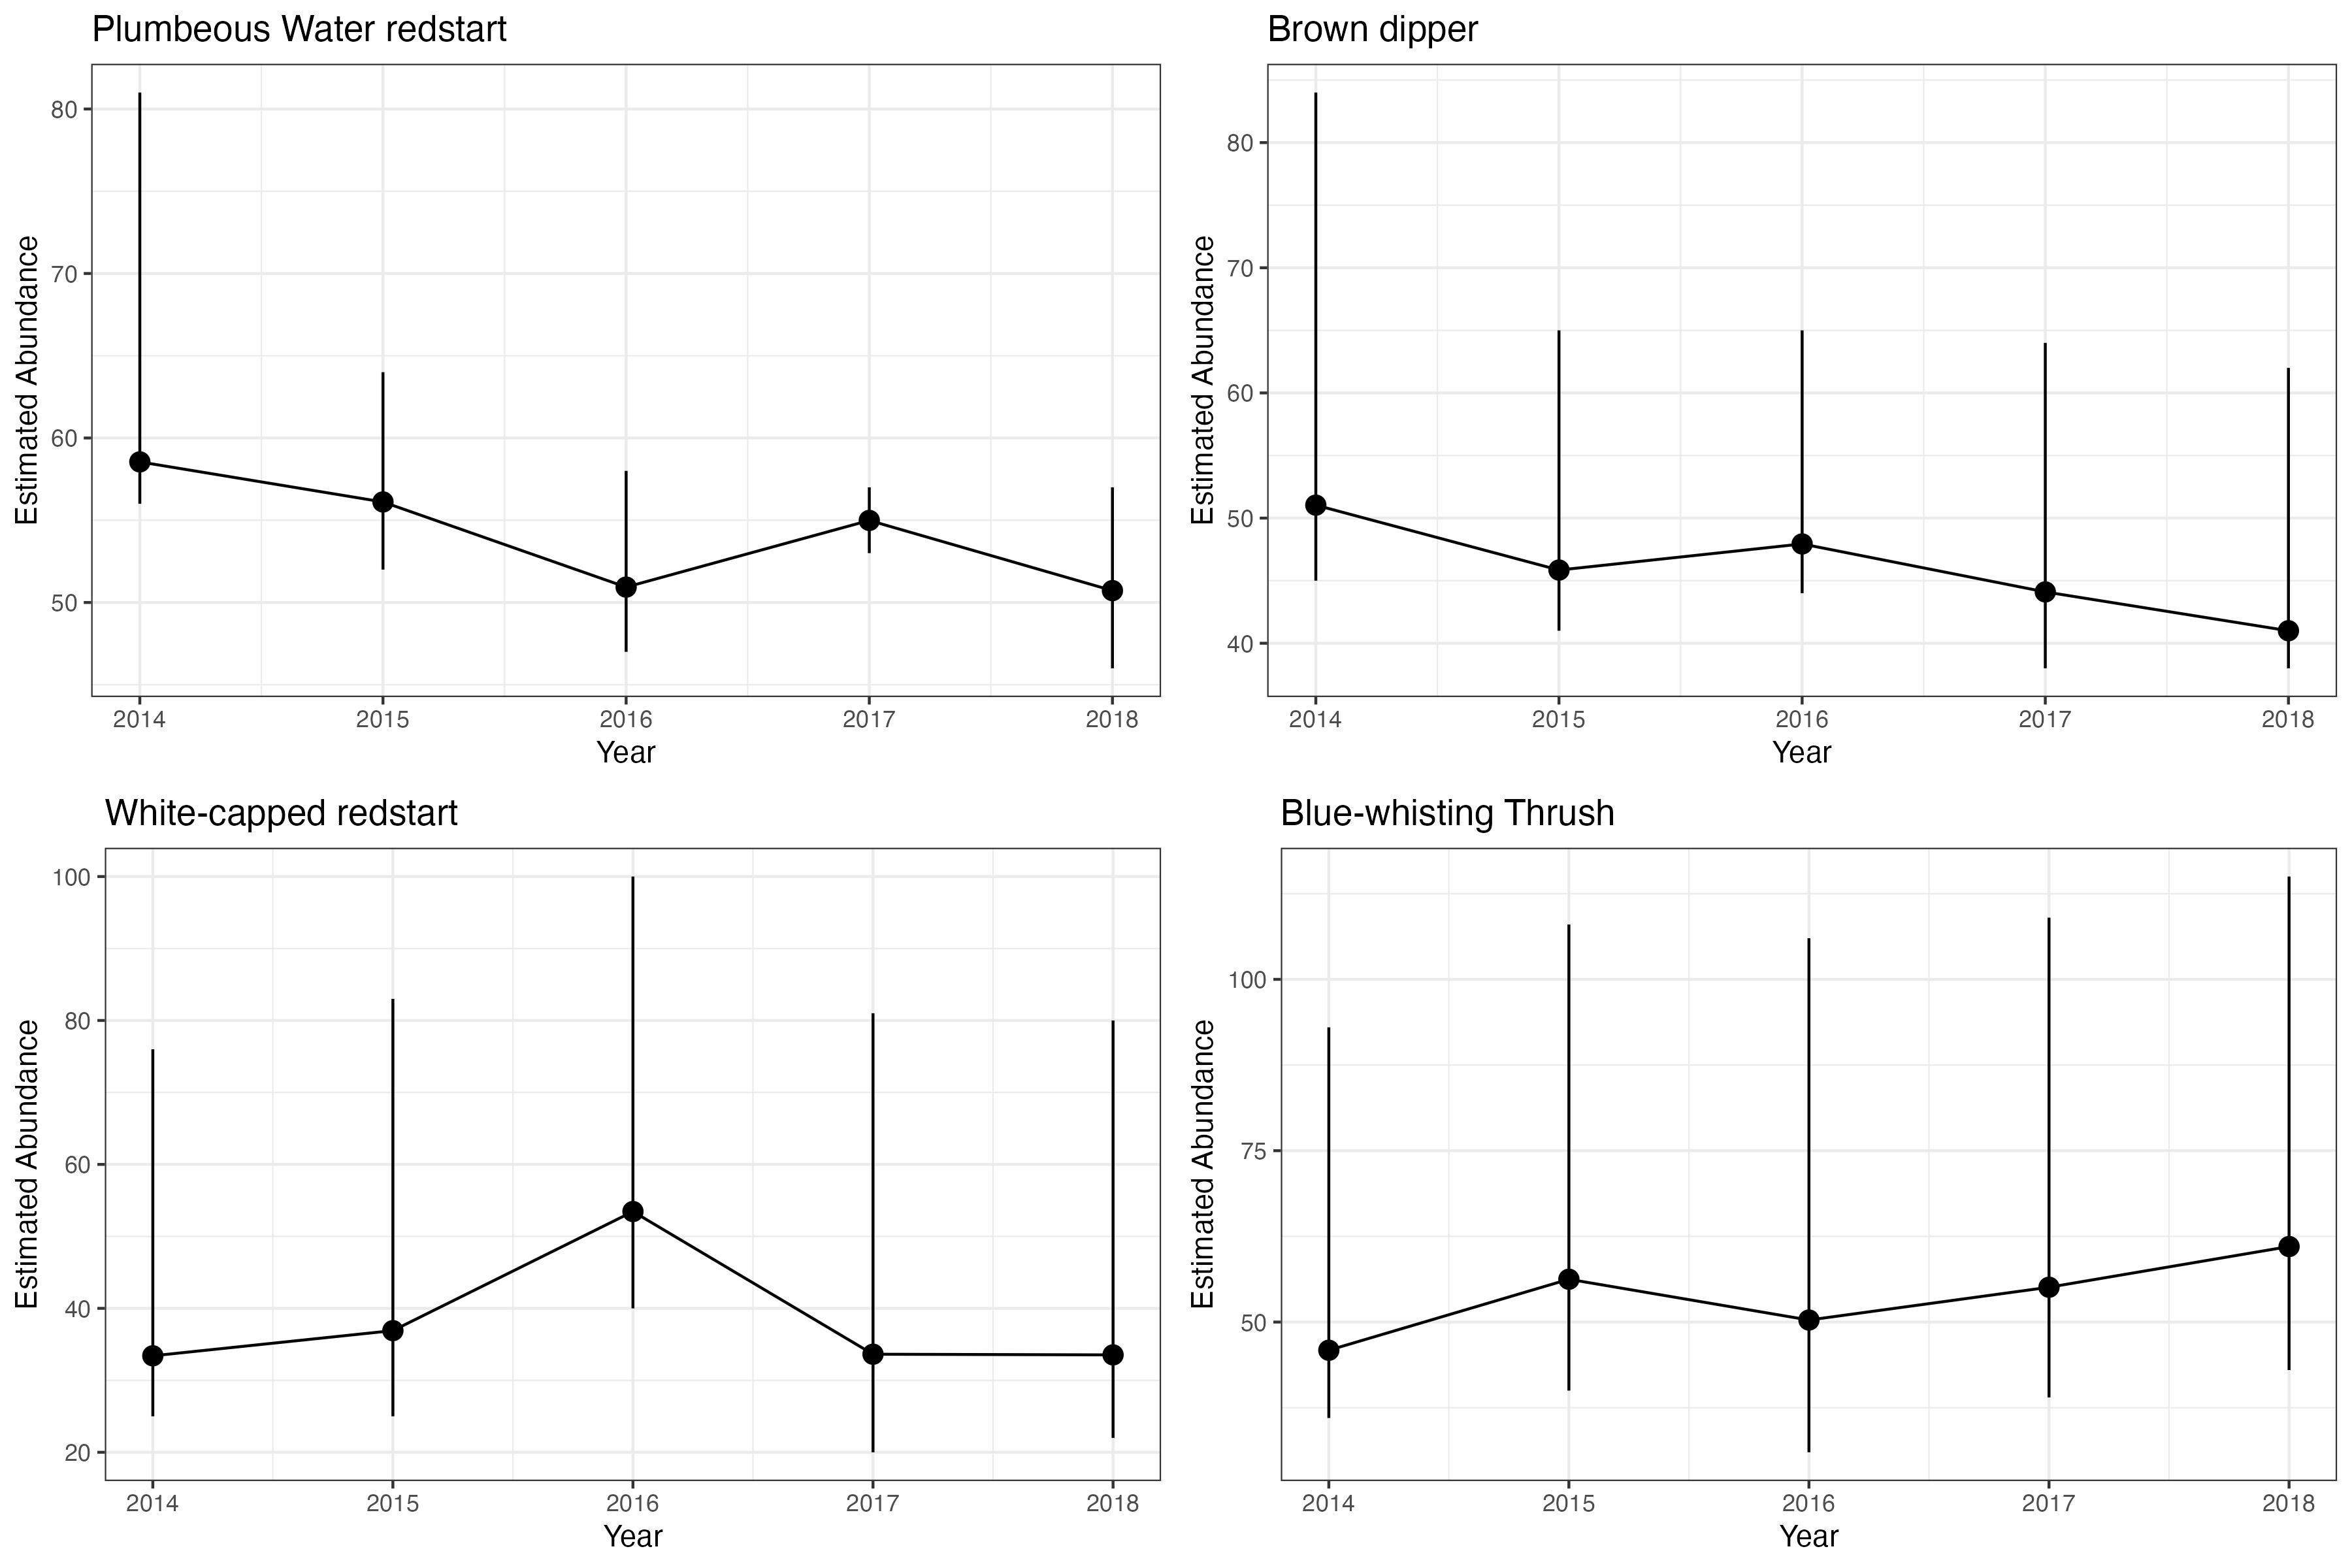 Plumbeous Water redstart
Estimated Abundance
80
70
60
50
2014 2015 2016 2017 2018
Year
Brown dipper
Estimated Abundance
80
70
60
50
40
2014 2015 2016 2017 2018
Year
White-capped redstart
Estimated Abundance
100
80
60
40
20
2014 2015 2016 2017 2018
Year
Blue-whisting Thrush
Estimated Abundance
100
75
50
2014 2015 2016 2017 2018
Year